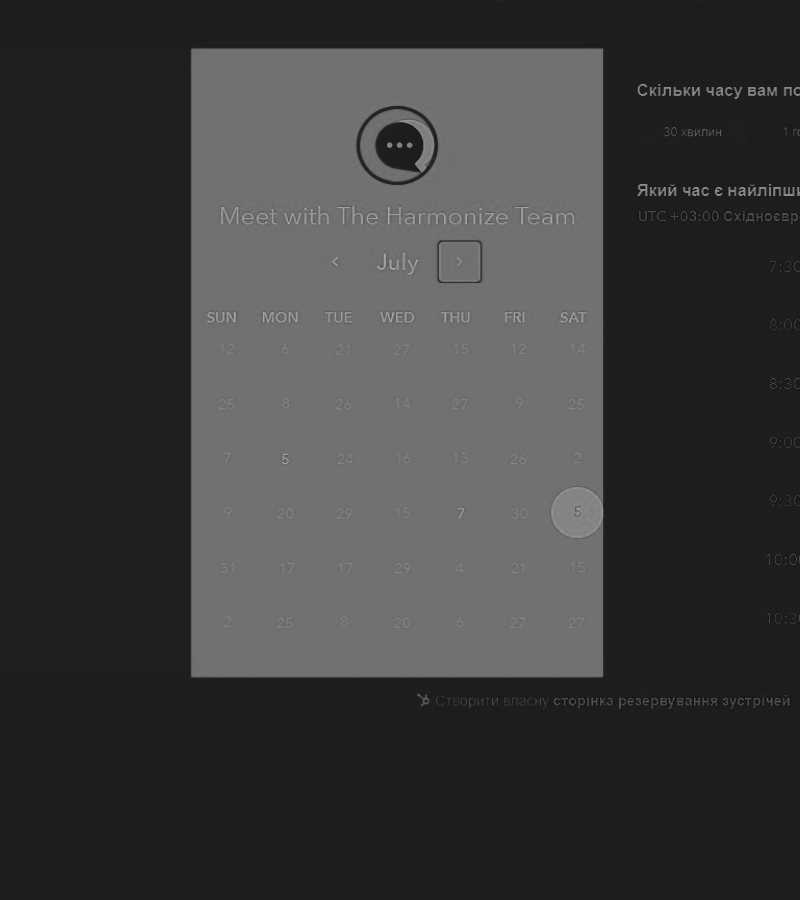 Meet with The Harmonize Team
July
SUN MON TUE WED THU FRI SAT
12 6 21 27 15 12 14
25 8 26 14 27 9 25
7 5 24 16 13 26 2
9 20 29 15 7 30 5
31 17 17 29 4 21 15
2 25 8 20 6 27 27
Скільки часу вам по
30 хвилин 1 го
Який час є найліпши
UTC +03:00 Східноєвр
7:30
8:00
8:30
9:00
9:30
10:00
10:30
Створити власну сторінка резервування зустрічей